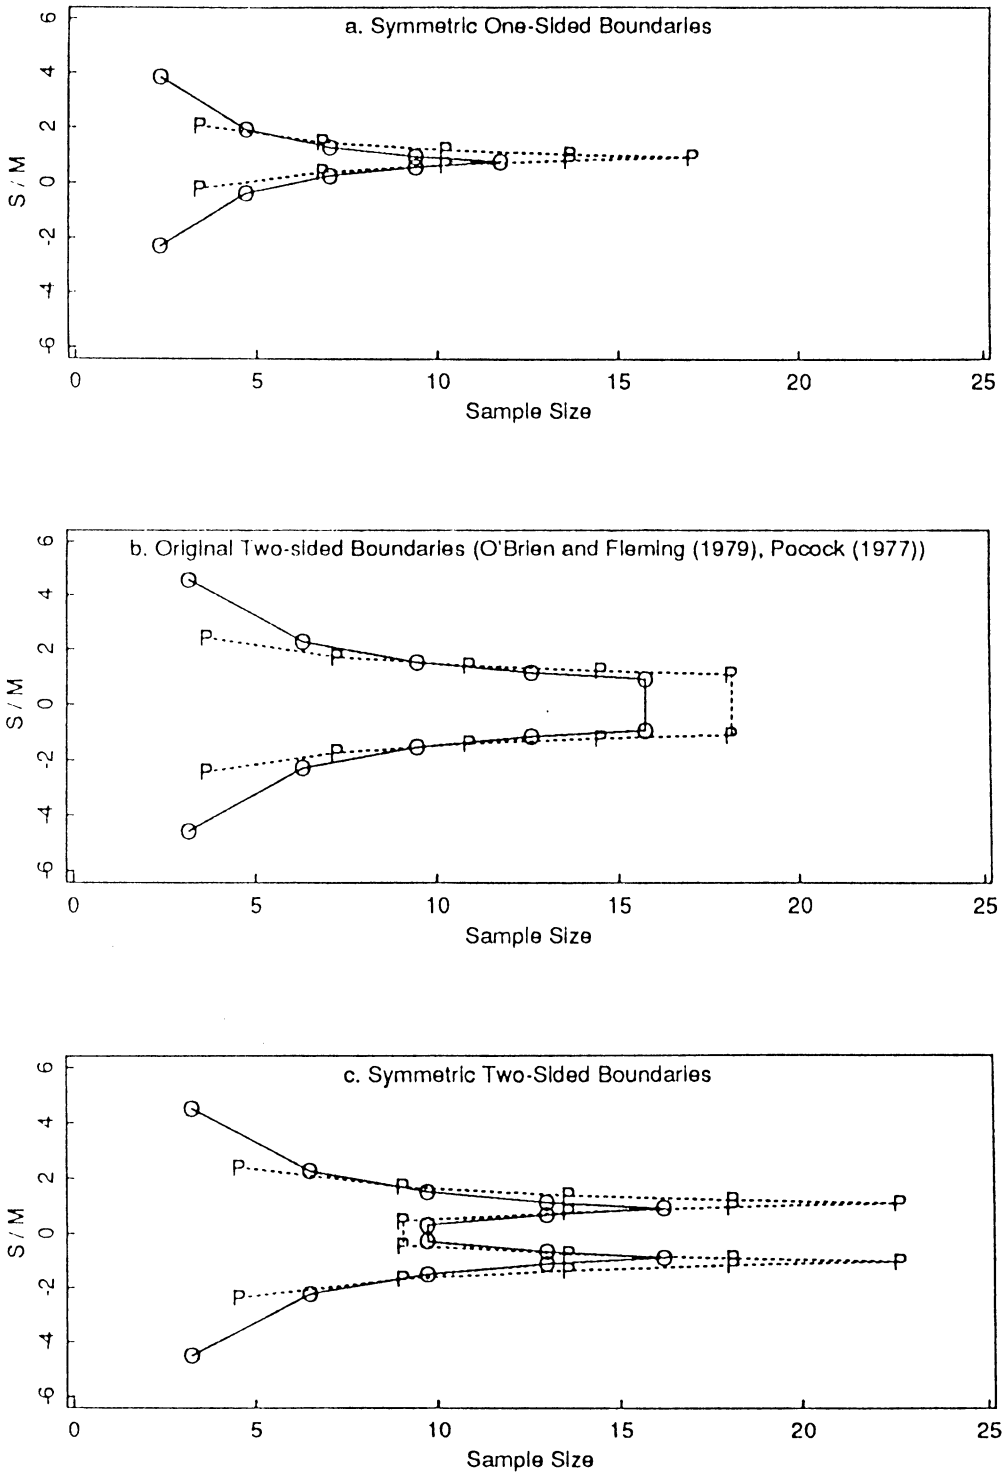 a. Symmetric One-Sided Boundaries
6
4
2
0
-2
-4
-6
S / M
P P P P P
P P P P
O O O O O
O O O O
0 5 10 15 20 25
Sample Size
b. Original Two-sided Boundaries (O'Brien and Fleming (1979), Pocock (1977))
6
4
2
0
-2
-4
-6
S / M
O O O O O
P P P P P
P P P P P
O O O O O
0 5 10 15 20 25
Sample Size
c. Symmetric Two-Sided Boundaries
6
4
2
0
-2
-4
-6
S / M
O O O O O
P P P P P
P P P
O O
O O
P P P
P P P P P
O O O O O
0 5 10 15 20 25
Sample Size